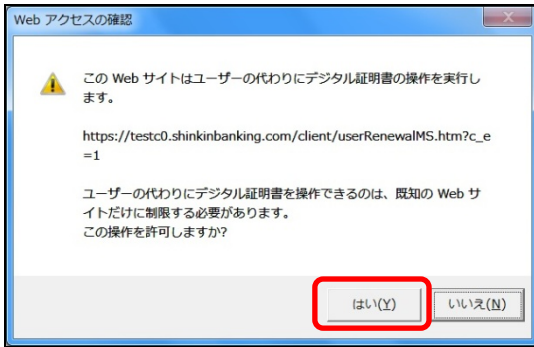 Web アクセスの確認
この Web サイトはユーザーの代わりにデジタル証明書の操作を実行し
ます。
https://testc0.shinkinbanking.com/client/userRenewalMS.htm?c_e
=1
ユーザーの代わりにデジタル証明書を操作できるのは、既知の Web サ
イトだけに制限する必要があります。
この操作を許可しますか?
はい(Y)
いいえ(N)